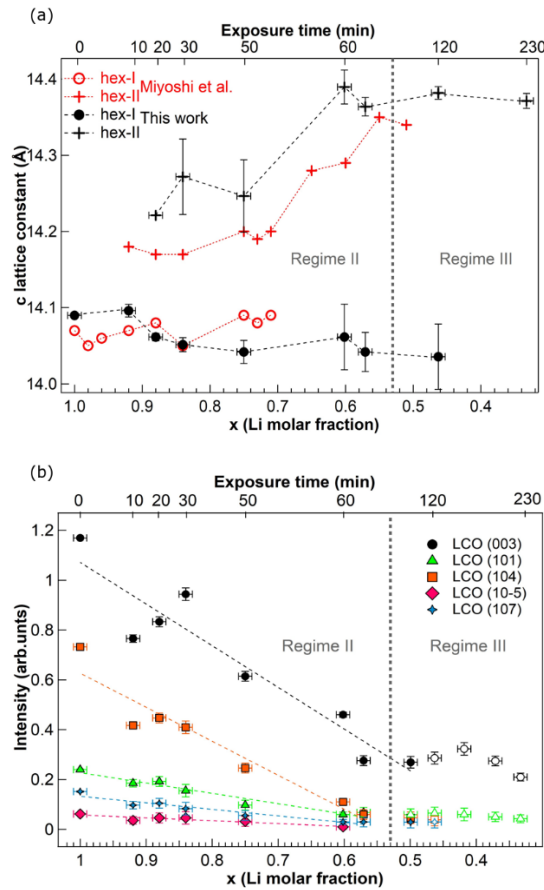 (a)
Exposure time (min)
0 10 20 30 50 60 120 230
hex-I Miyoshi et al.
hex-II
hex-I This work
hex-II
c lattice constant (Å)
14.4
14.3
14.2
14.1
14.0
Regime II
Regime III
1.0 0.9 0.8 0.7 0.6 0.5 0.4
x (Li molar fraction)
(b)
Exposure time (min)
0 10 20 30 50 60 120 230
LCO (003)
LCO (101)
LCO (104)
LCO (10-5)
LCO (107)
Intensity (arb.unts)
1.2
1
0.8
0.6
0.4
0.2
0
Regime II
Regime III
1 0.9 0.8 0.7 0.6 0.5 0.4
x (Li molar fraction)